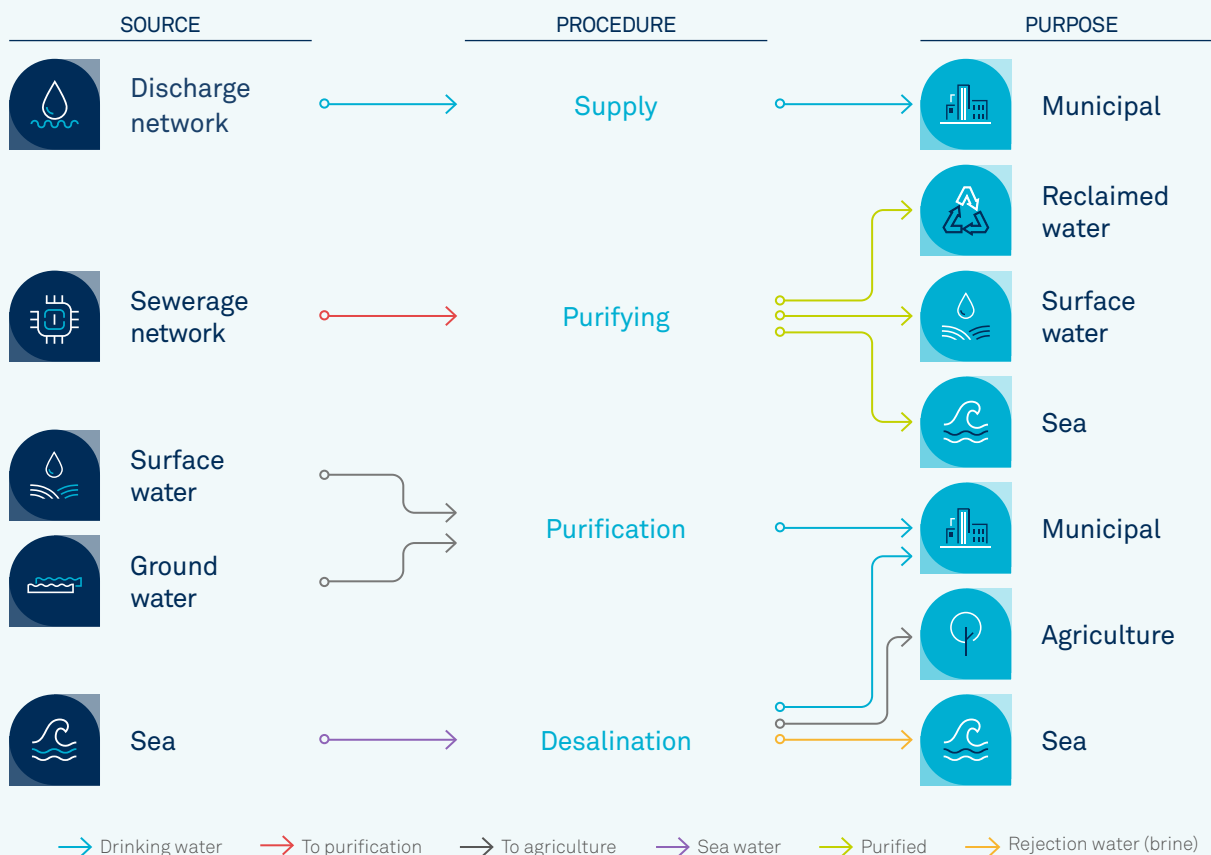 SOURCE
PROCEDURE
PURPOSE
Discharge
network
Supply
Municipal
Reclaimed
water
Sewerage
network
Purifying
Surface
water
Sea
Surface
water
Purification
Municipal
Ground
water
Agriculture
Sea
Desalination
Sea
Drinking water
To purification
To agriculture
Sea water
Purified
Rejection water (brine)